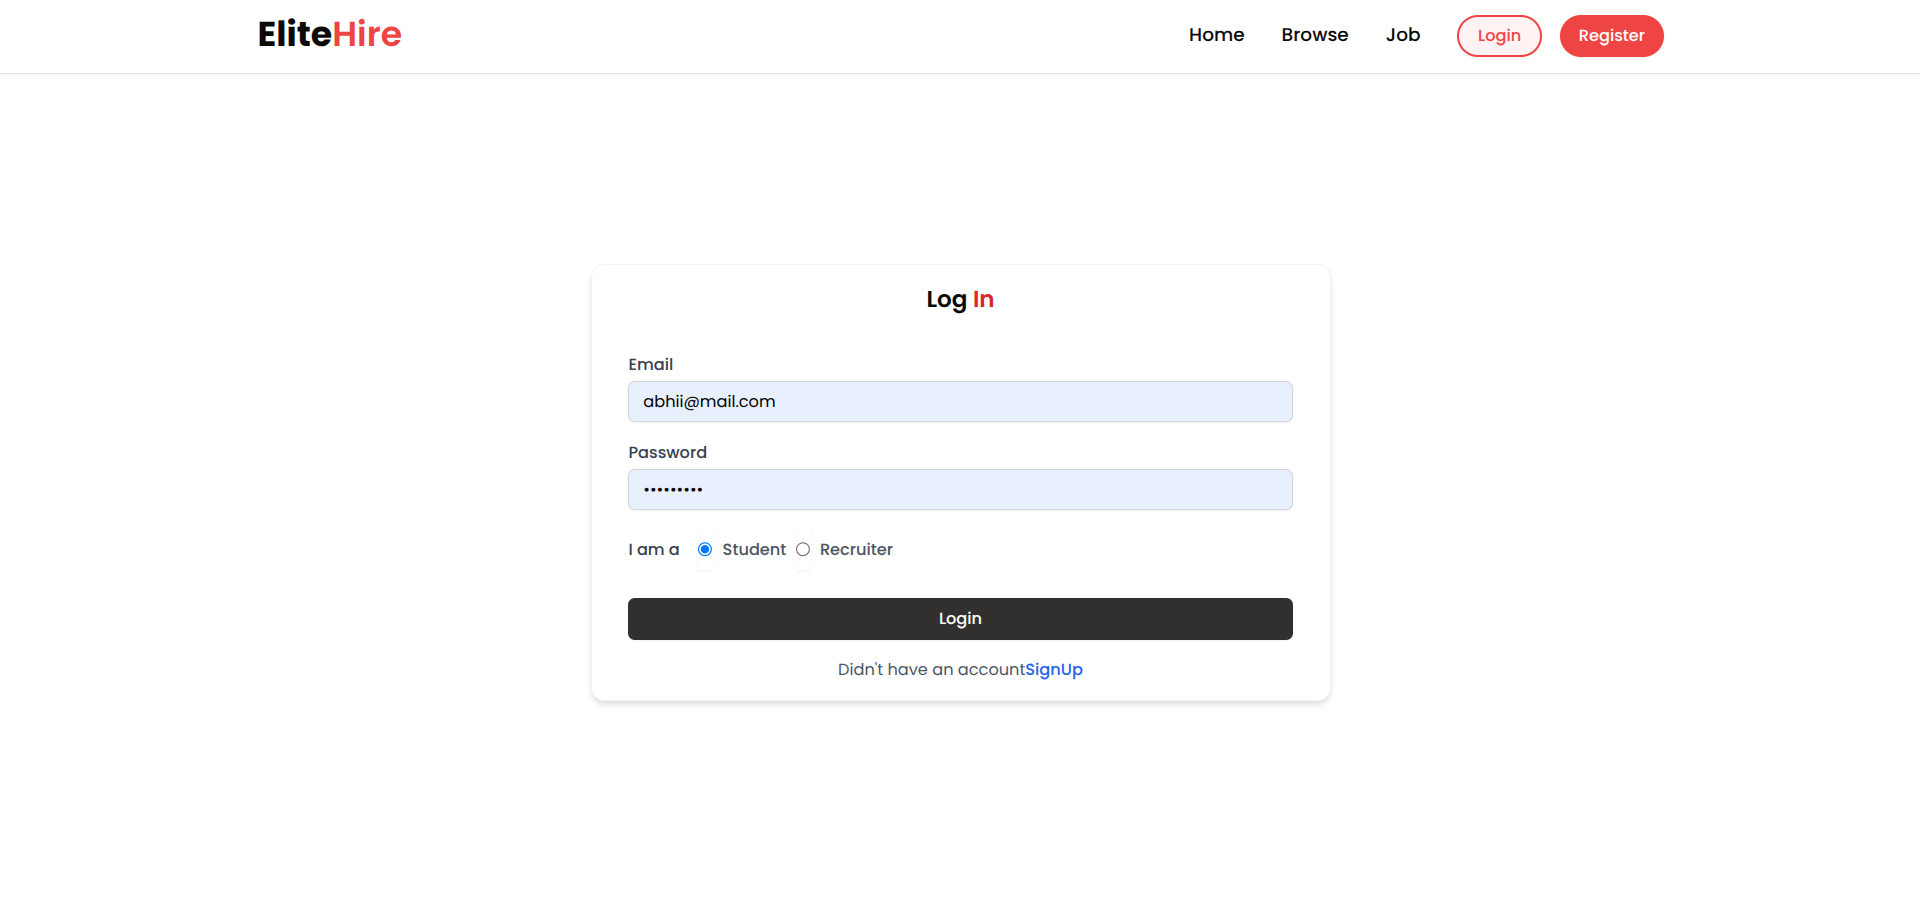 EliteHire Home Browse Job Login Register
Log In
Email
abhii@mail.com
Password
•••••••••
I am a Student Recruiter
Login
Didn't have an accountSignUp